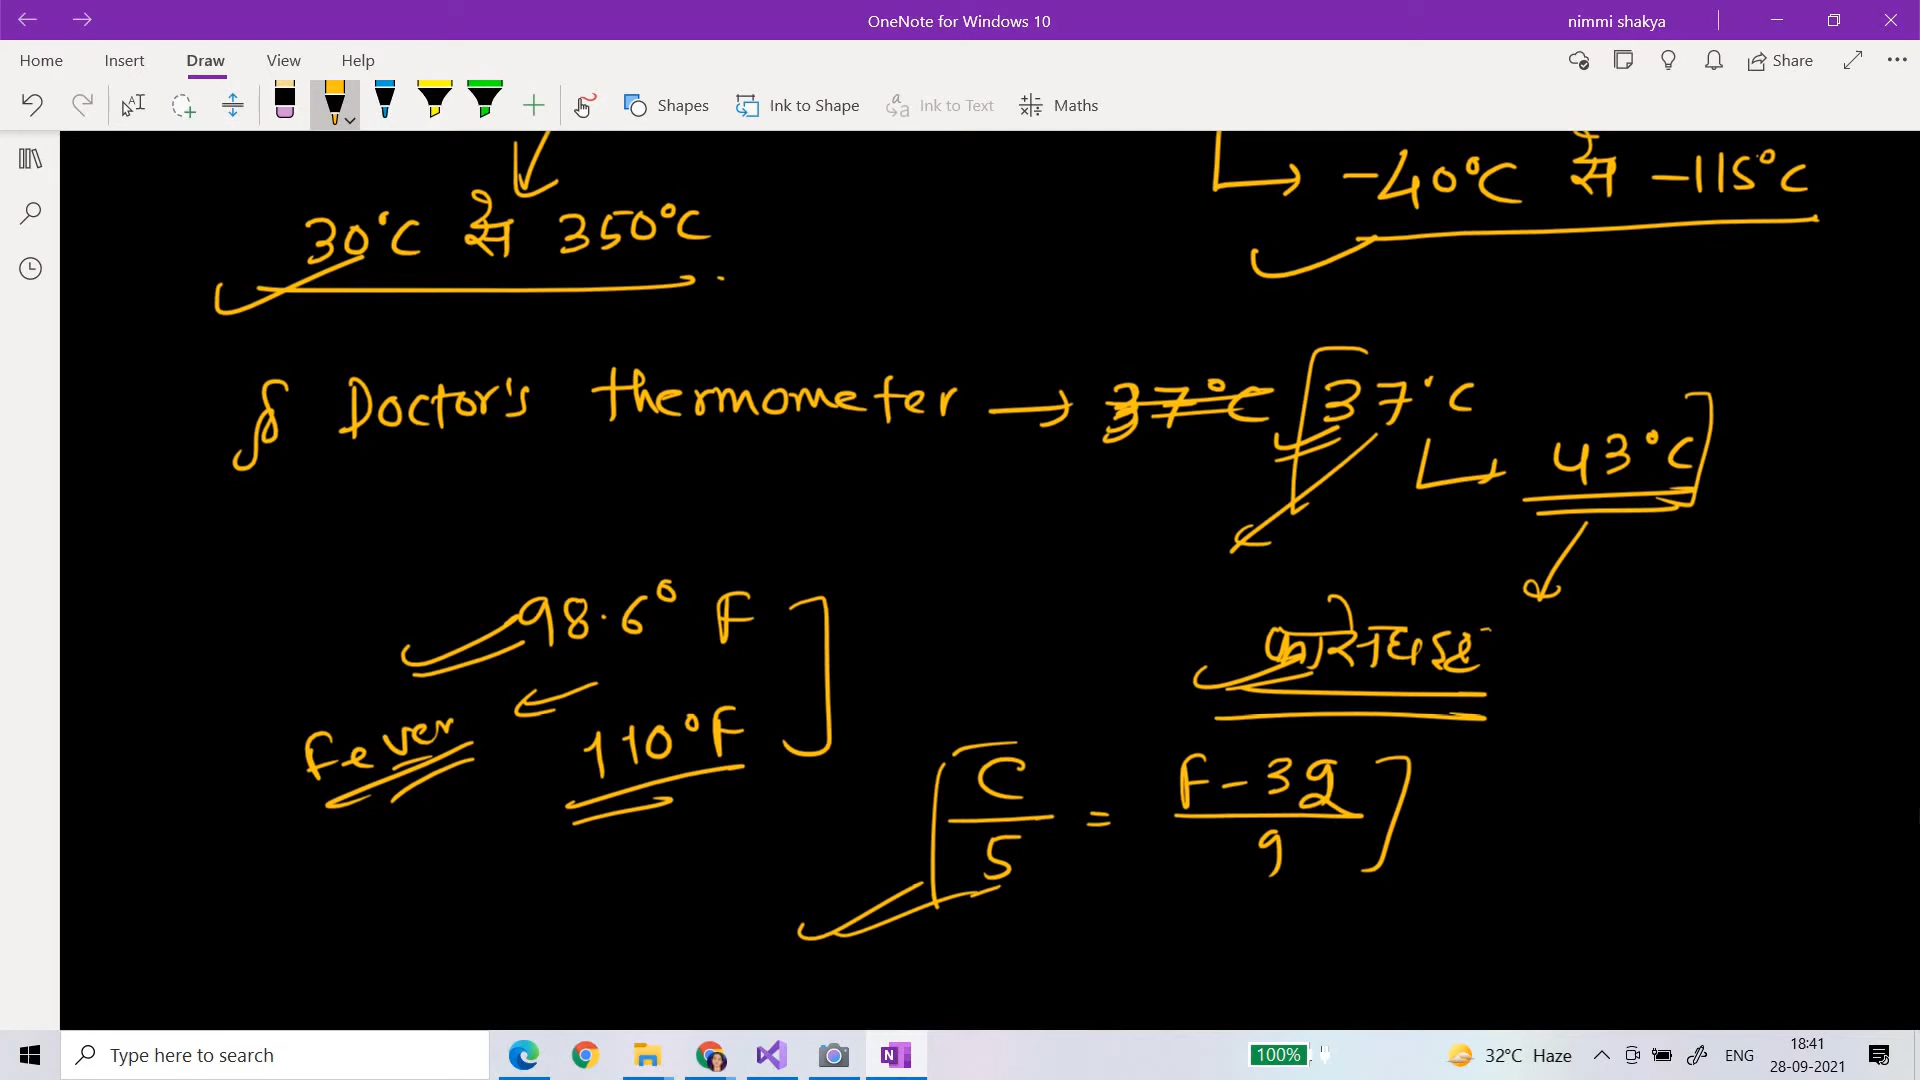 OneNote for Windows 10
nimmi shakya
Home Insert Draw View Help
Share
Shapes Ink to Shape Ink to Text Maths
-40°C से -115°C
30°C से 350°C
Doctor's thermometer → 37°C 37°C
43°C
98.6° F
Fever
110°F
C/5 = F-32/9
Type here to search
100%
32°C Haze
ENG
18:41
28-09-2021